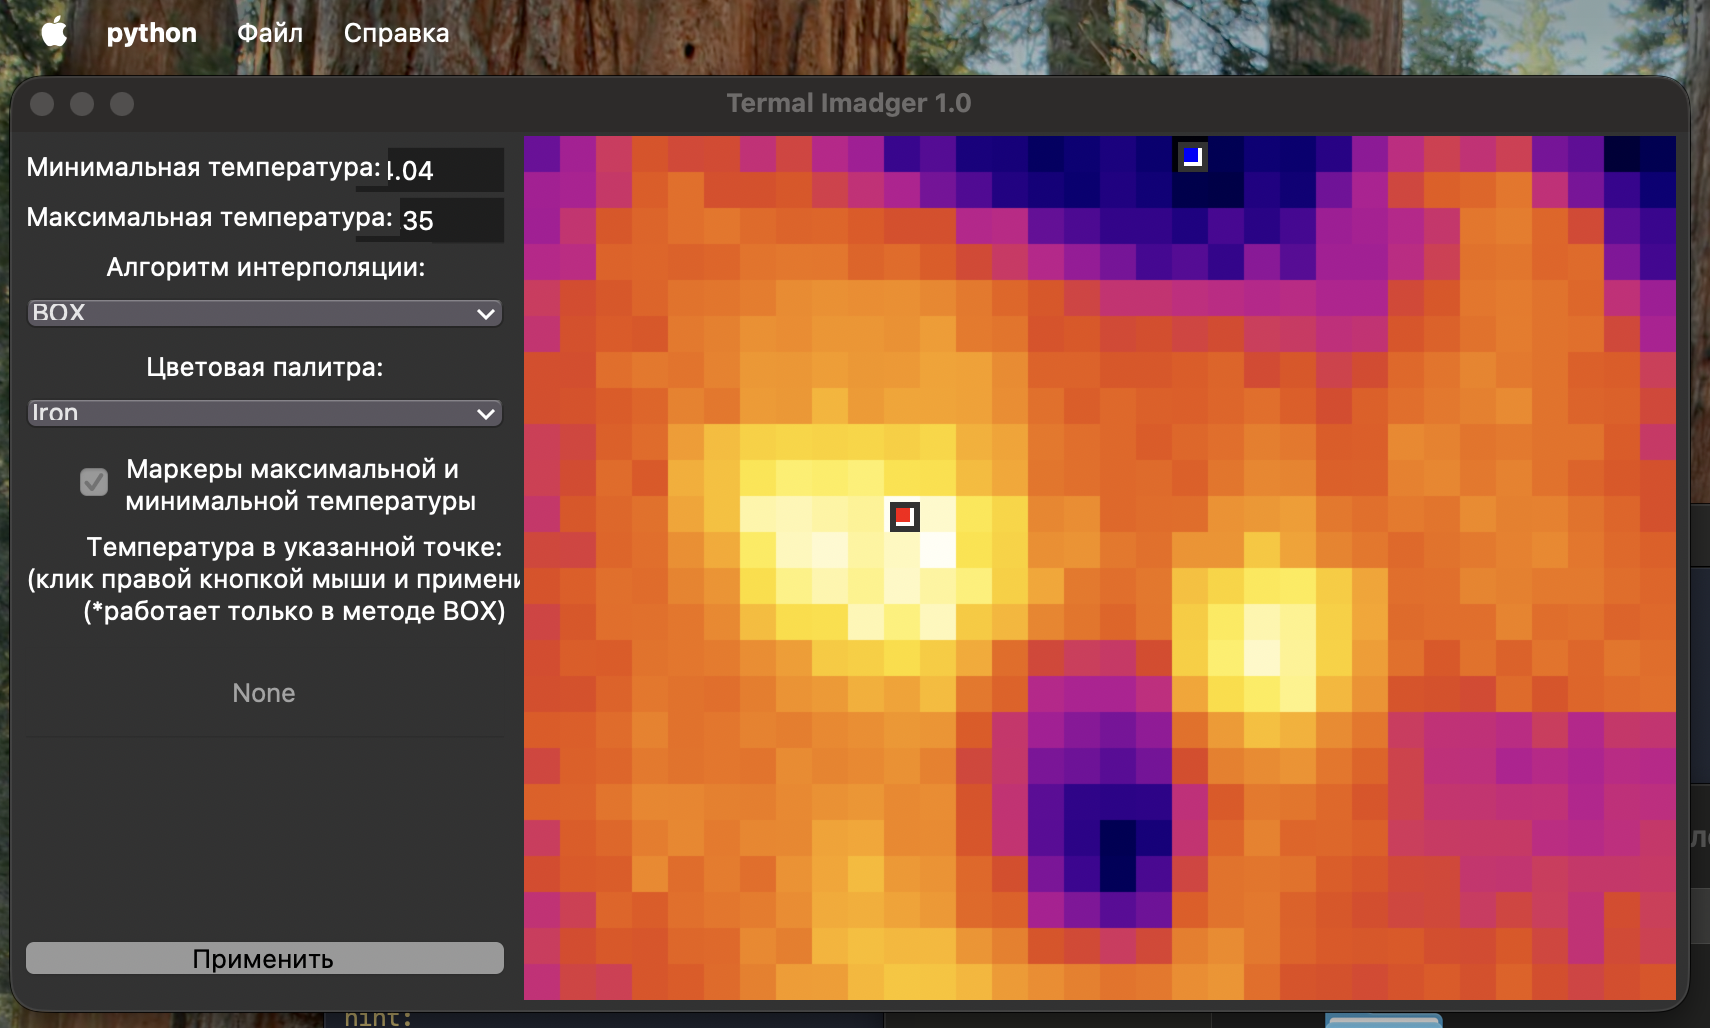 python Файл Справка
Termal Imadger 1.0
Минимальная температура: .04
Максимальная температура: 35
Алгоритм интерполяции:
BOX
Цветовая палитра:
Iron
Маркеры максимальной и
минимальной температуры
Температура в указанной точке:
(клик правой кнопкой мыши и примени
(*работает только в методе BOX)
None
Применить
hint: